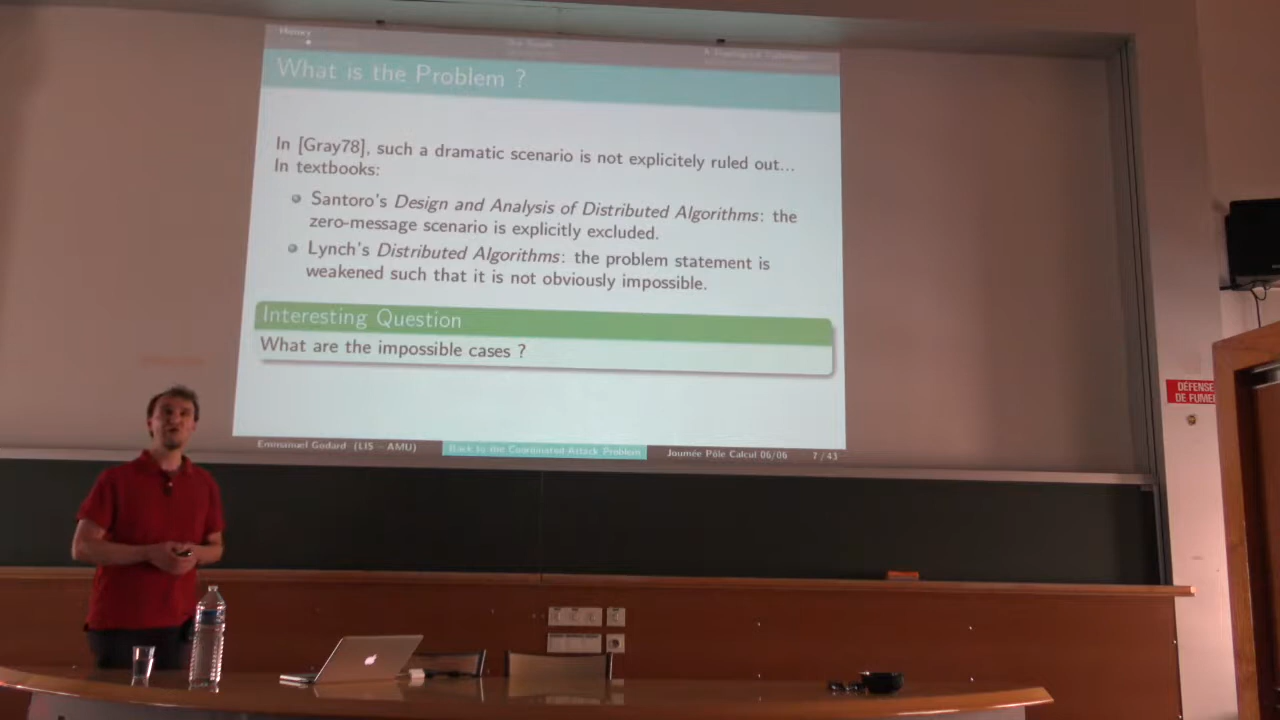 History
What is the Problem ?
In [Gray78], such a dramatic scenario is not explicitely ruled out...
In textbooks:
Santoro's Design and Analysis of Distributed Algorithms: the
zero-message scenario is explicitly excluded.
Lynch's Distributed Algorithms: the problem statement is
weakened such that it is not obviously impossible.
Interesting Question
What are the impossible cases ?
Emmanuel Godard (LIS - AMU)
Back to the Coordinated Attack Problem
Journée Pôle Calcul 06/06
7 / 43
DÉFENSE
DE FUMER